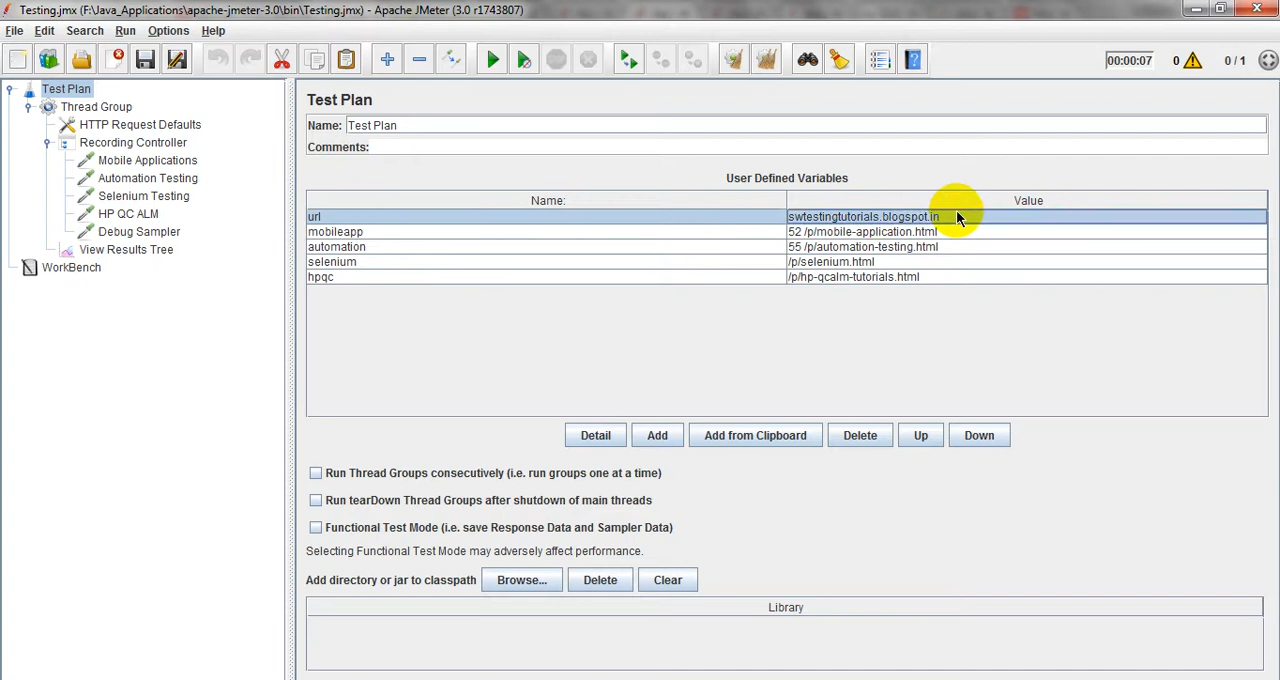 Testing.jmx (F:\Java_Applications\apache-jmeter-3.0\bin\Testing.jmx) - Apache JMeter (3.0 r1743807)
File Edit Search Run Options Help
00:00:07 0 0 / 1
Test Plan
Thread Group
HTTP Request Defaults
Recording Controller
Mobile Applications
Automation Testing
Selenium Testing
HP QC ALM
Debug Sampler
View Results Tree
WorkBench
Test Plan
Name: Test Plan
Comments:
User Defined Variables
Name: Value
url swtestingtutorials.blogspot.in
mobileapp 52 /p/mobile-application.html
automation 55 /p/automation-testing.html
selenium /p/selenium.html
hpqc /p/hp-qcalm-tutorials.html
Detail Add Add from Clipboard Delete Up Down
Run Thread Groups consecutively (i.e. run groups one at a time)
Run tearDown Thread Groups after shutdown of main threads
Functional Test Mode (i.e. save Response Data and Sampler Data)
Selecting Functional Test Mode may adversely affect performance.
Add directory or jar to classpath Browse... Delete Clear
Library